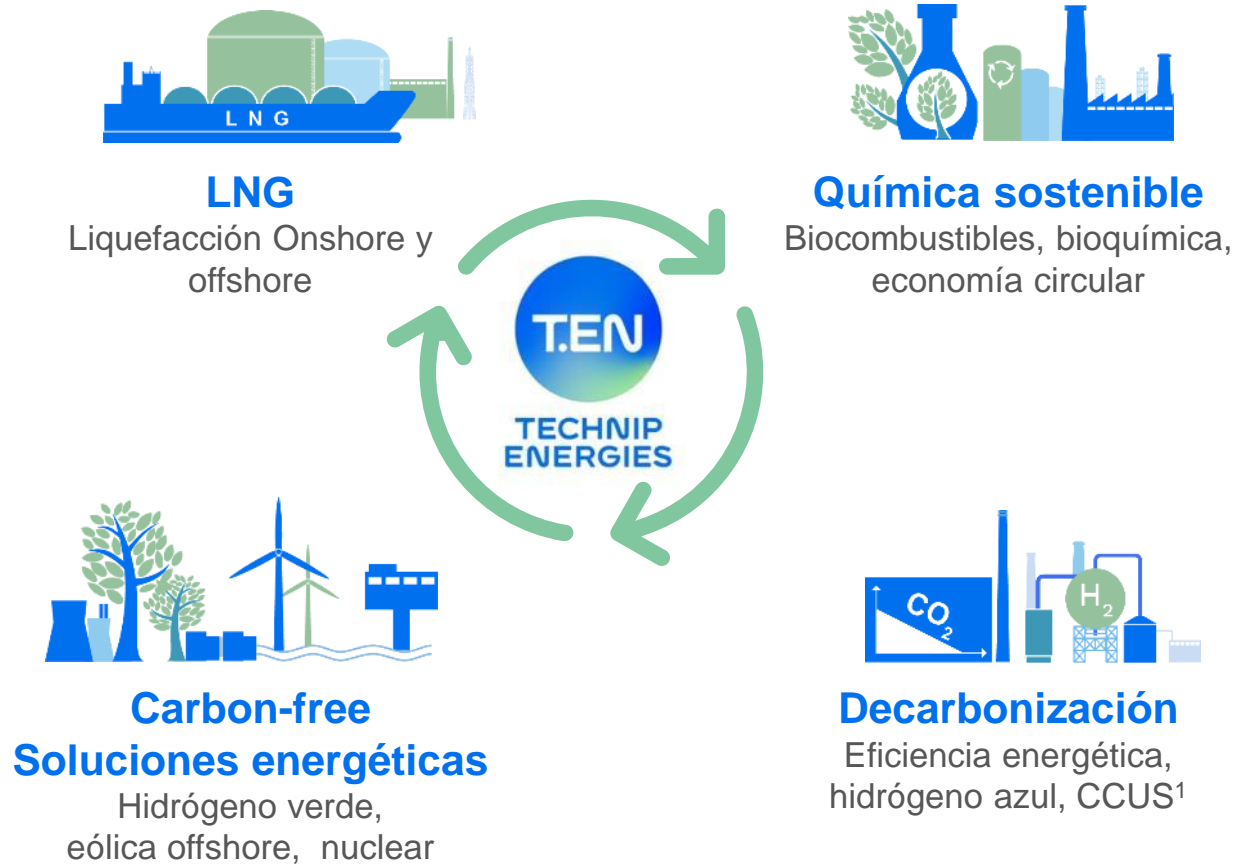 LNG
LNG
Liquefacción Onshore y
offshore
Química sostenible
Biocombustibles, bioquímica,
economía circular
T.EN
TECHNIP
ENERGIES
Carbon-free
Soluciones energéticas
Hidrógeno verde,
eólica offshore, nuclear
CO₂
H₂
Decarbonización
Eficiencia energética,
hidrógeno azul, CCUS¹